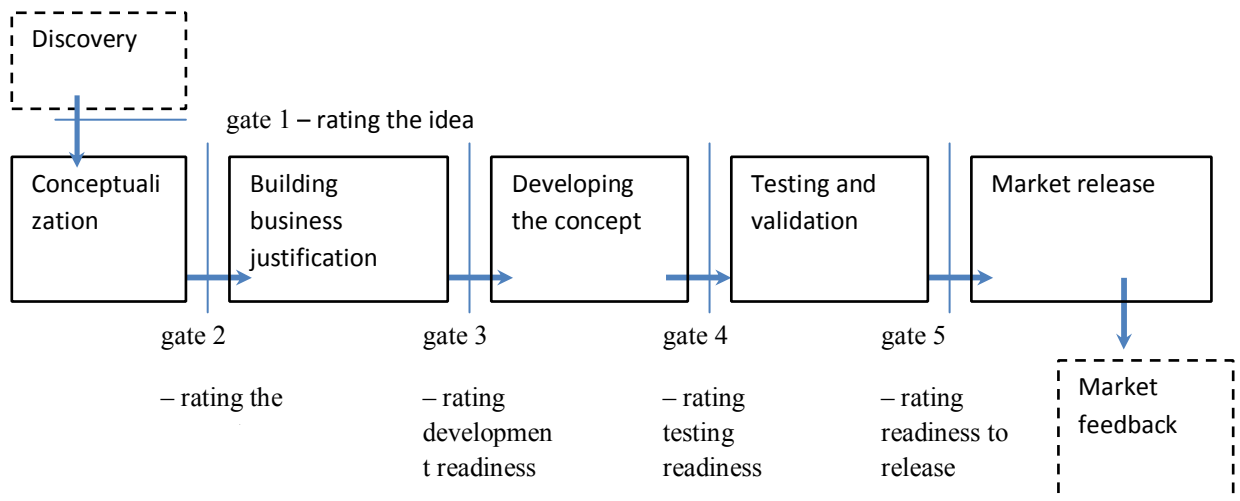 Discovery
gate 1 – rating the idea
Conceptuali
zation
Building
business
justification
Developing
the concept
Testing and
validation
Market release
gate 2
– rating the
gate 3
– rating
developmen
t readiness
gate 4
– rating
testing
readiness
gate 5
– rating
readiness to
release
Market
feedback